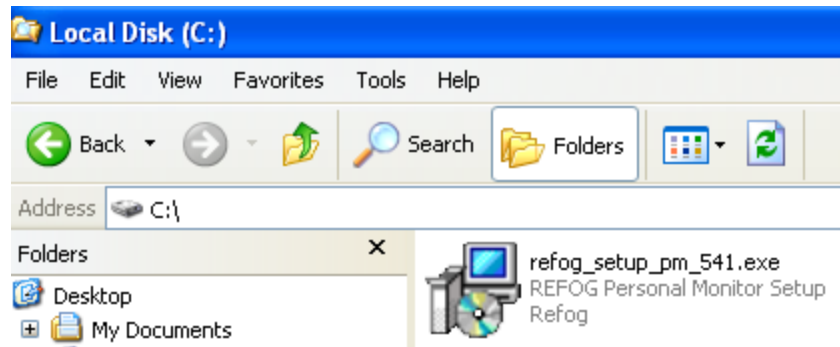 Local Disk (C:)
File Edit View Favorites Tools Help
Back Search Folders
Address C:\
Folders
Desktop
My Documents
refog_setup_pm_541.exe
REFOG Personal Monitor Setup
Refog